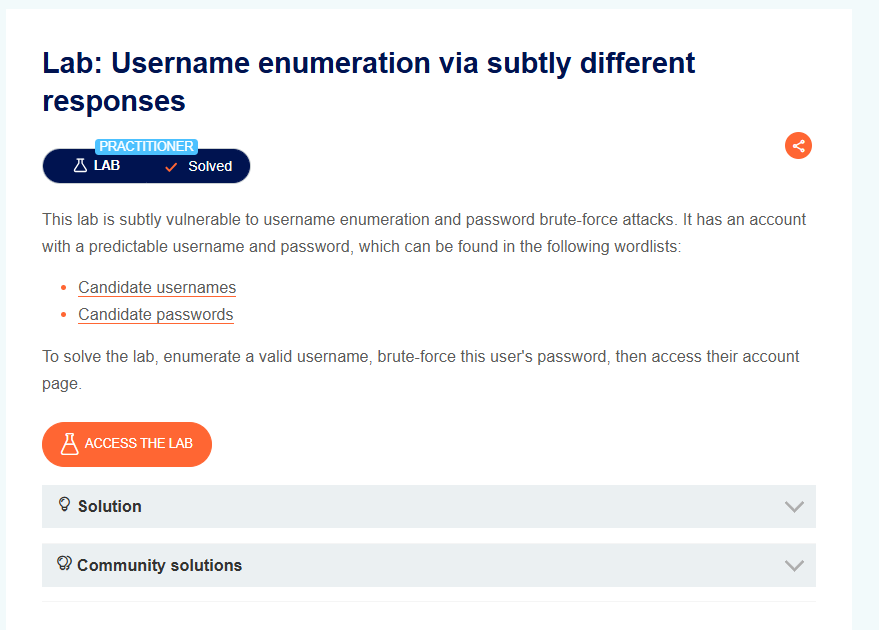 Lab: Username enumeration via subtly different
responses
PRACTITIONER
LAB Solved
This lab is subtly vulnerable to username enumeration and password brute-force attacks. It has an account
with a predictable username and password, which can be found in the following wordlists:
• Candidate usernames
• Candidate passwords
To solve the lab, enumerate a valid username, brute-force this user's password, then access their account
page.
ACCESS THE LAB
Solution
Community solutions